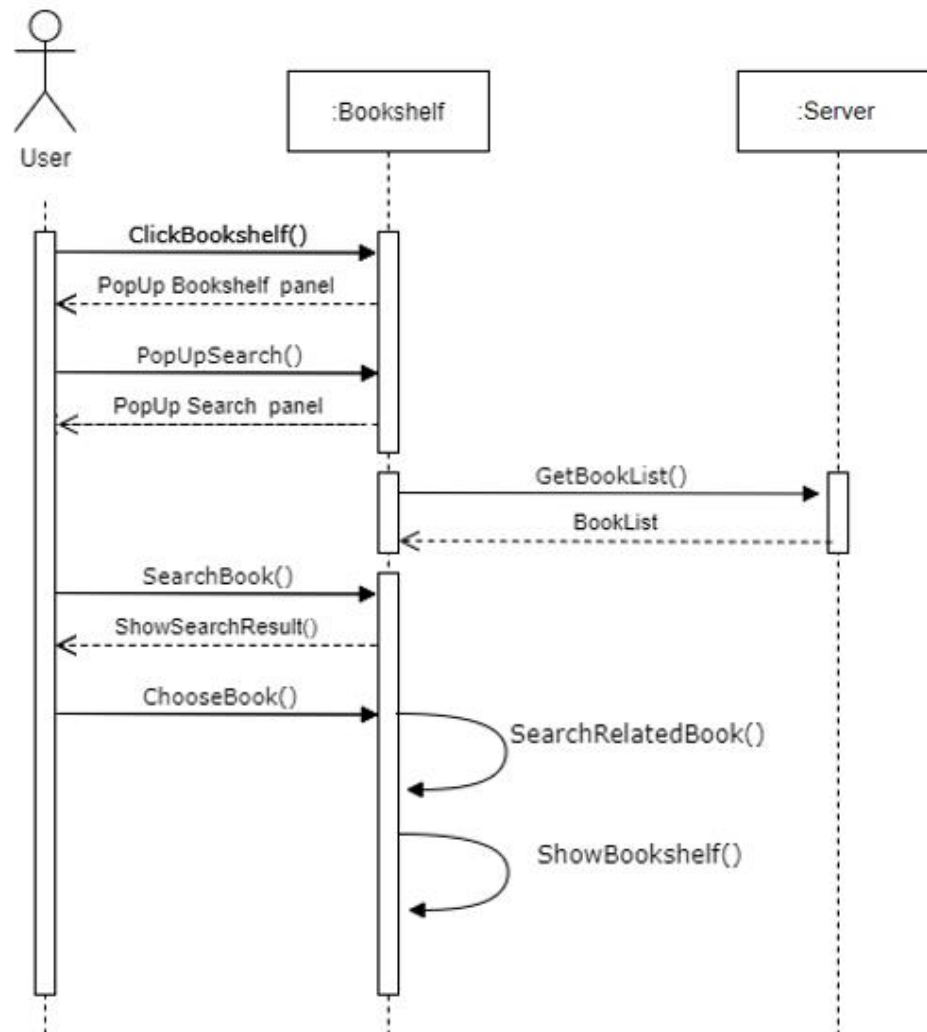 :Bookshelf
:Server
User
ClickBookshelf()
PopUp Bookshelf panel
PopUpSearch()
PopUp Search panel
GetBookList()
BookList
SearchBook()
ShowSearchResult()
ChooseBook()
SearchRelatedBook()
ShowBookshelf()